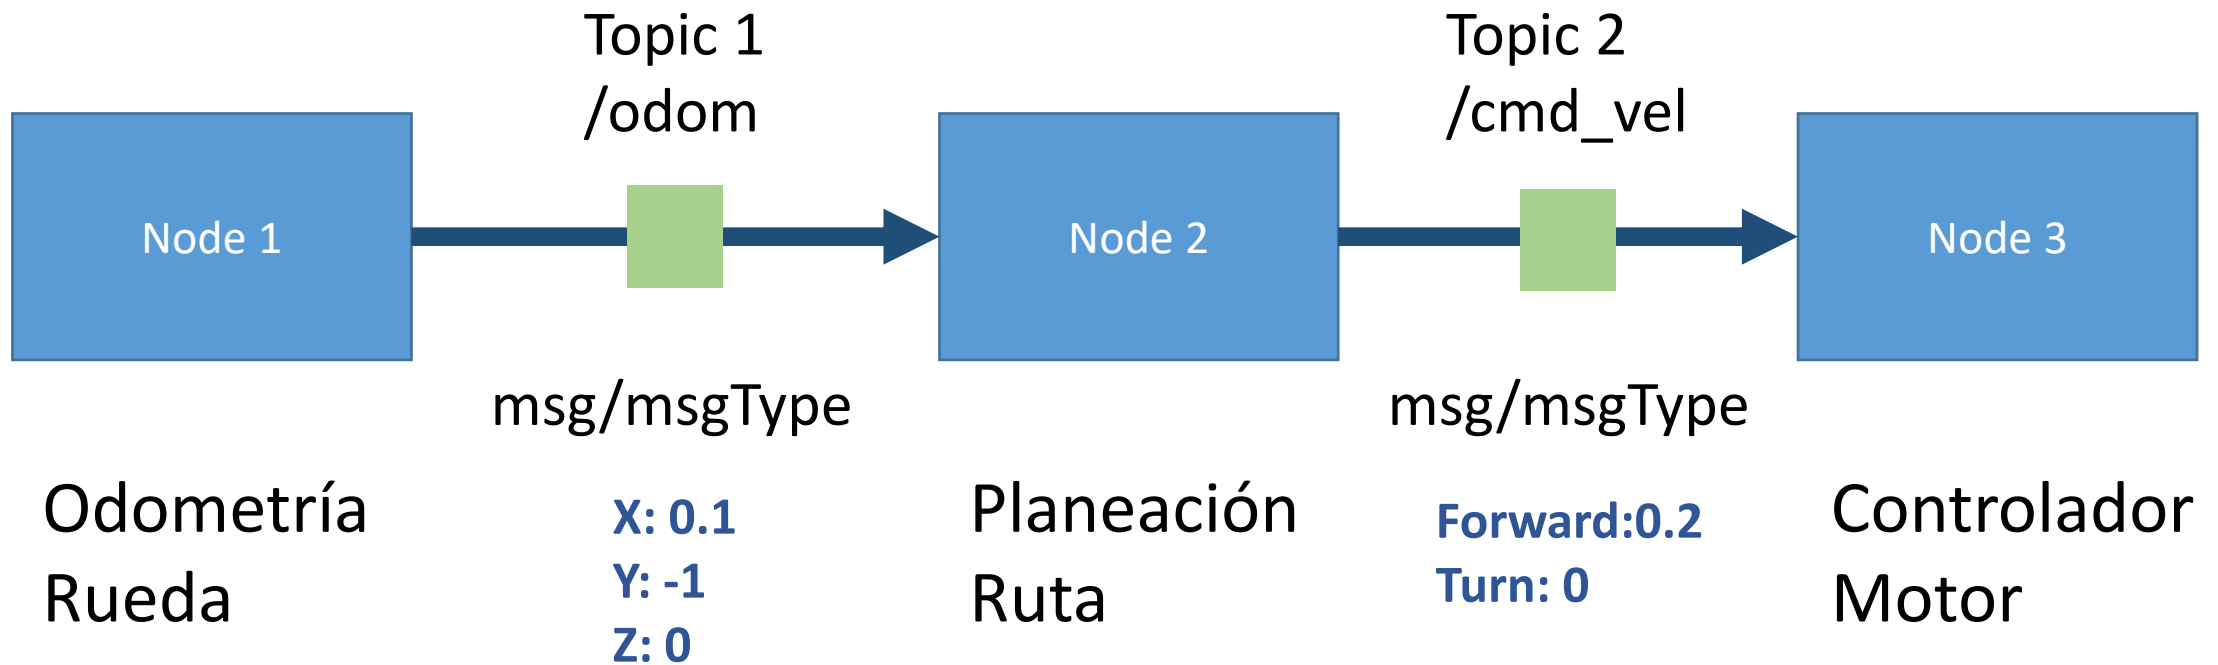 Topic 1
/odom
Topic 2
/cmd_vel
Node 1
Node 2
Node 3
msg/msgType
msg/msgType
Odometría
Rueda
X: 0.1
Y: -1
Z: 0
Planeación
Ruta
Forward:0.2
Turn: 0
Controlador
Motor